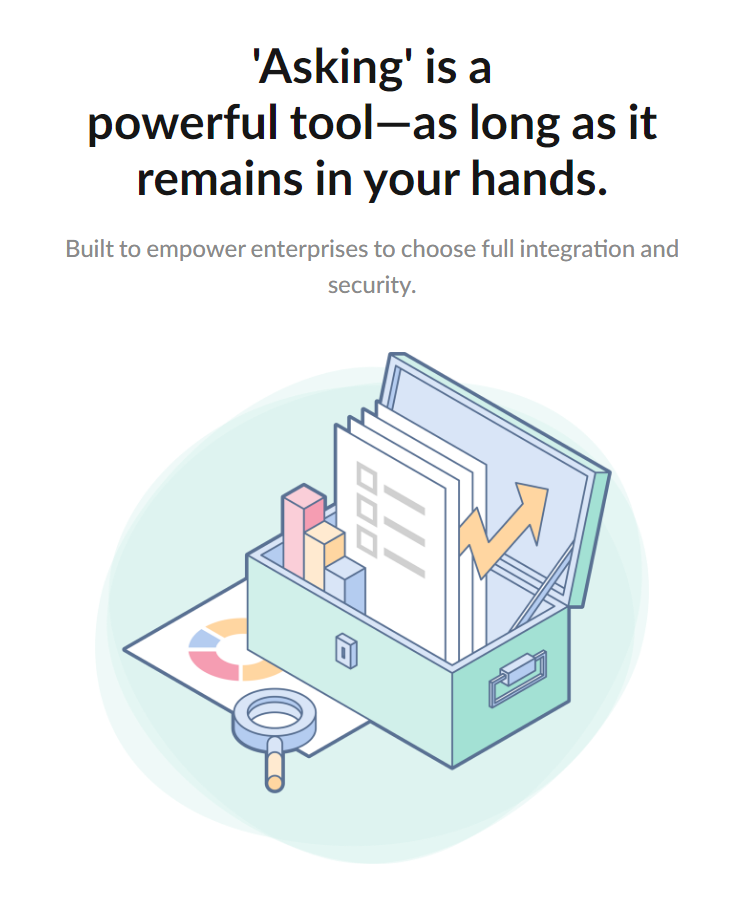 'Asking' is a
powerful tool—as long as it
remains in your hands.
Built to empower enterprises to choose full integration and
security.